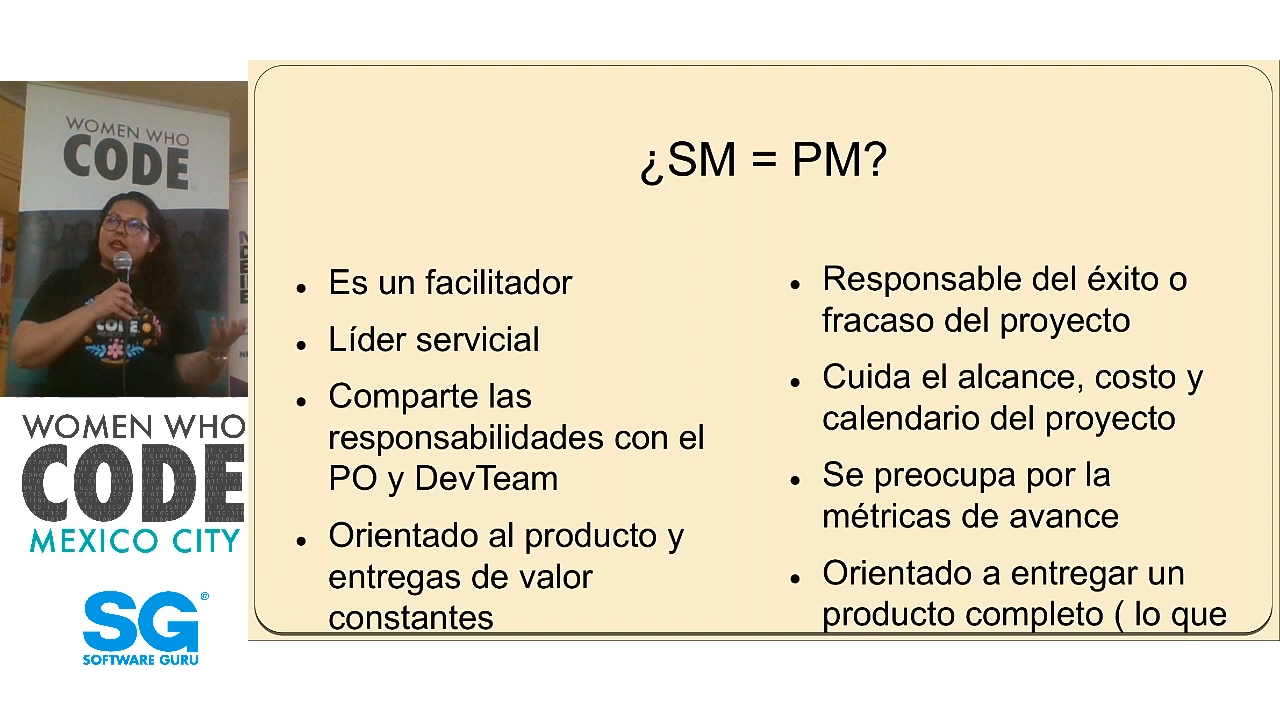 WOMEN WHO
CODE
CODE
WOMEN WHO
CODE
MEXICO CITY
SG®
SOFTWARE GURU
¿SM = PM?
Es un facilitador
Líder servicial
Comparte las
responsabilidades con el
PO y DevTeam
Orientado al producto y
entregas de valor
constantes
Responsable del éxito o
fracaso del proyecto
Cuida el alcance, costo y
calendario del proyecto
Se preocupa por la
métricas de avance
Orientado a entregar un
producto completo ( lo que